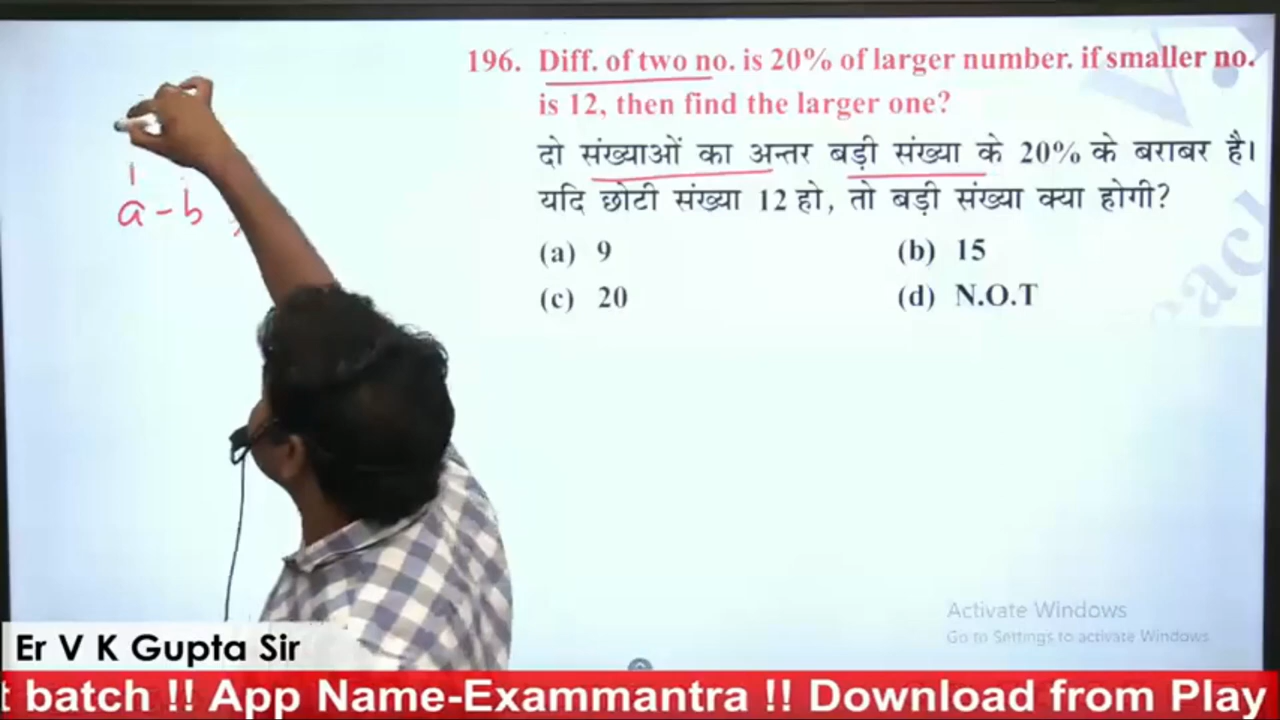 196. Diff. of two no. is 20% of larger number. if smaller no.
is 12, then find the larger one?
दो संख्याओं का अन्तर बड़ी संख्या के 20% के बराबर है।
यदि छोटी संख्या 12 हो, तो बड़ी संख्या क्या होगी?
(a) 9 (b) 15
(c) 20 (d) N.O.T
a - b
Activate Windows
Go to Settings to activate Windows
Er V K Gupta Sir
t batch !! App Name-Exammantra !! Download from Play